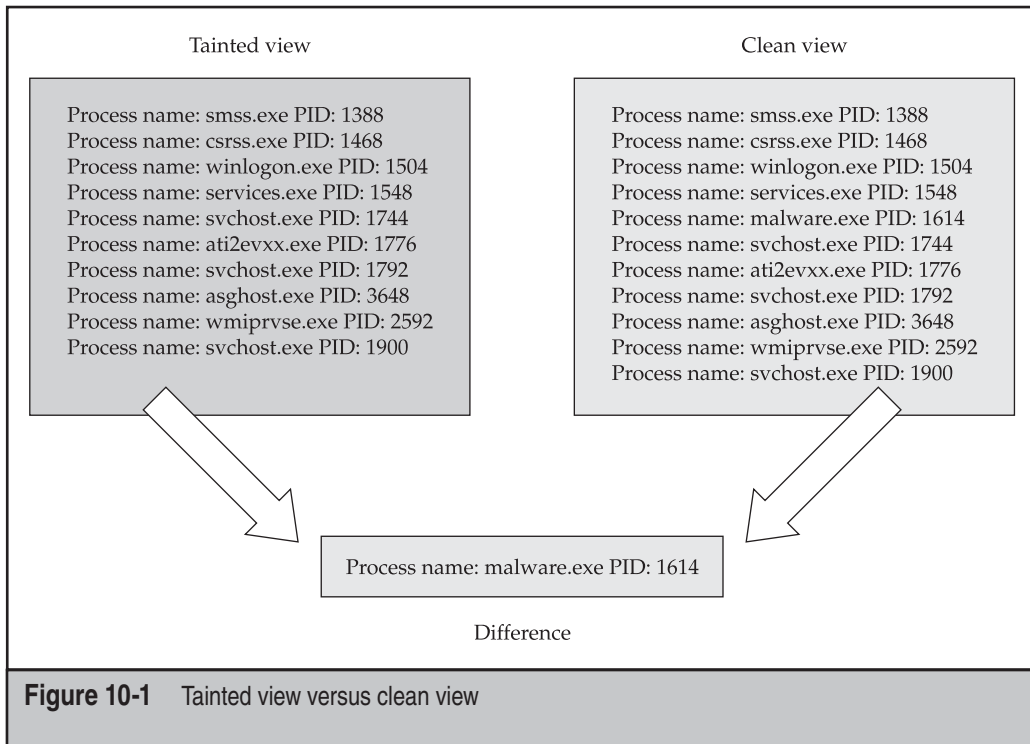 Tainted view
Process name: smss.exe PID: 1388
Process name: csrss.exe PID: 1468
Process name: winlogon.exe PID: 1504
Process name: services.exe PID: 1548
Process name: svchost.exe PID: 1744
Process name: ati2evxx.exe PID: 1776
Process name: svchost.exe PID: 1792
Process name: asghost.exe PID: 3648
Process name: wmiprvse.exe PID: 2592
Process name: svchost.exe PID: 1900
Clean view
Process name: smss.exe PID: 1388
Process name: csrss.exe PID: 1468
Process name: winlogon.exe PID: 1504
Process name: services.exe PID: 1548
Process name: malware.exe PID: 1614
Process name: svchost.exe PID: 1744
Process name: ati2evxx.exe PID: 1776
Process name: svchost.exe PID: 1792
Process name: asghost.exe PID: 3648
Process name: wmiprvse.exe PID: 2592
Process name: svchost.exe PID: 1900
Process name: malware.exe PID: 1614
Difference
Figure 10-1 Tainted view versus clean view